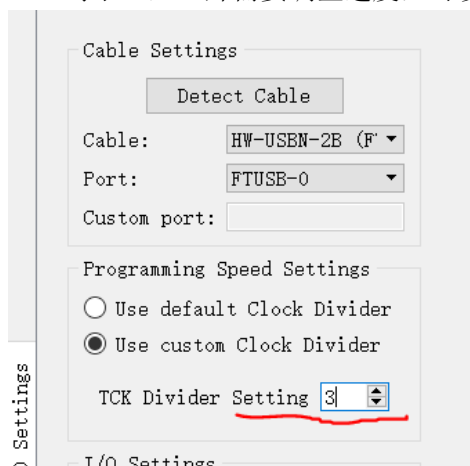 Cable Settings
Detect Cable
Cable: HW-USBN-2B (F
Port: FTUSB-0
Custom port:
Programming Speed Settings
Use default Clock Divider
Use custom Clock Divider
TCK Divider Setting 3
Settings
I/O Settings